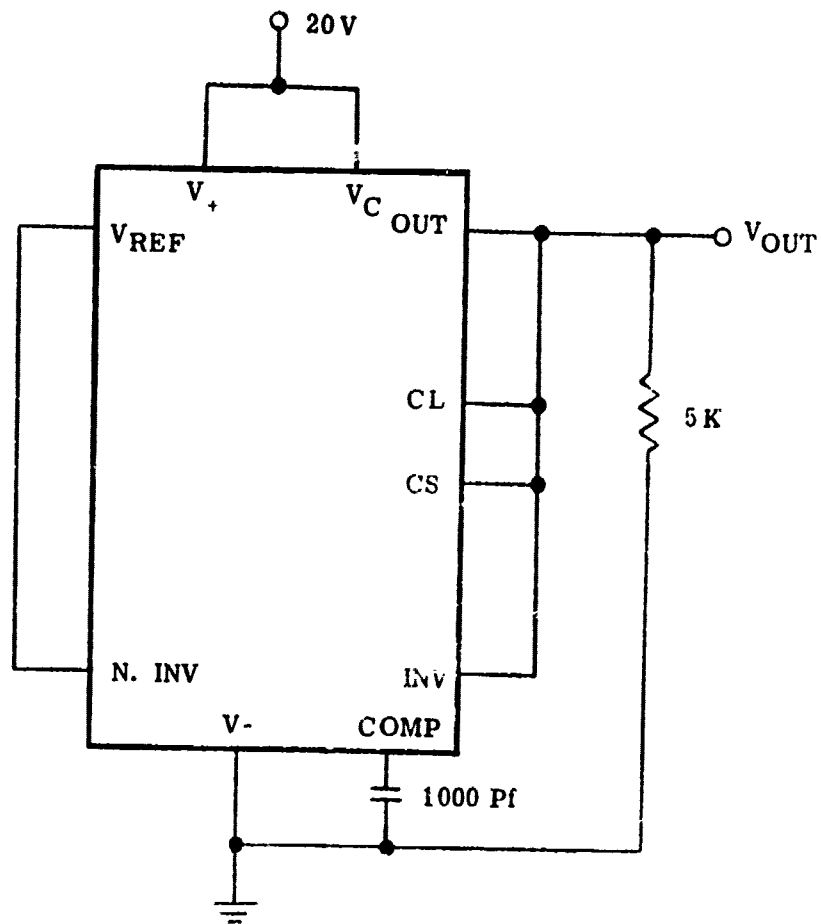 20V
V+
VC
VREF
OUT
VOUT
CL
5K
CS
N. INV
INV
V-
COMP
1000 Pf